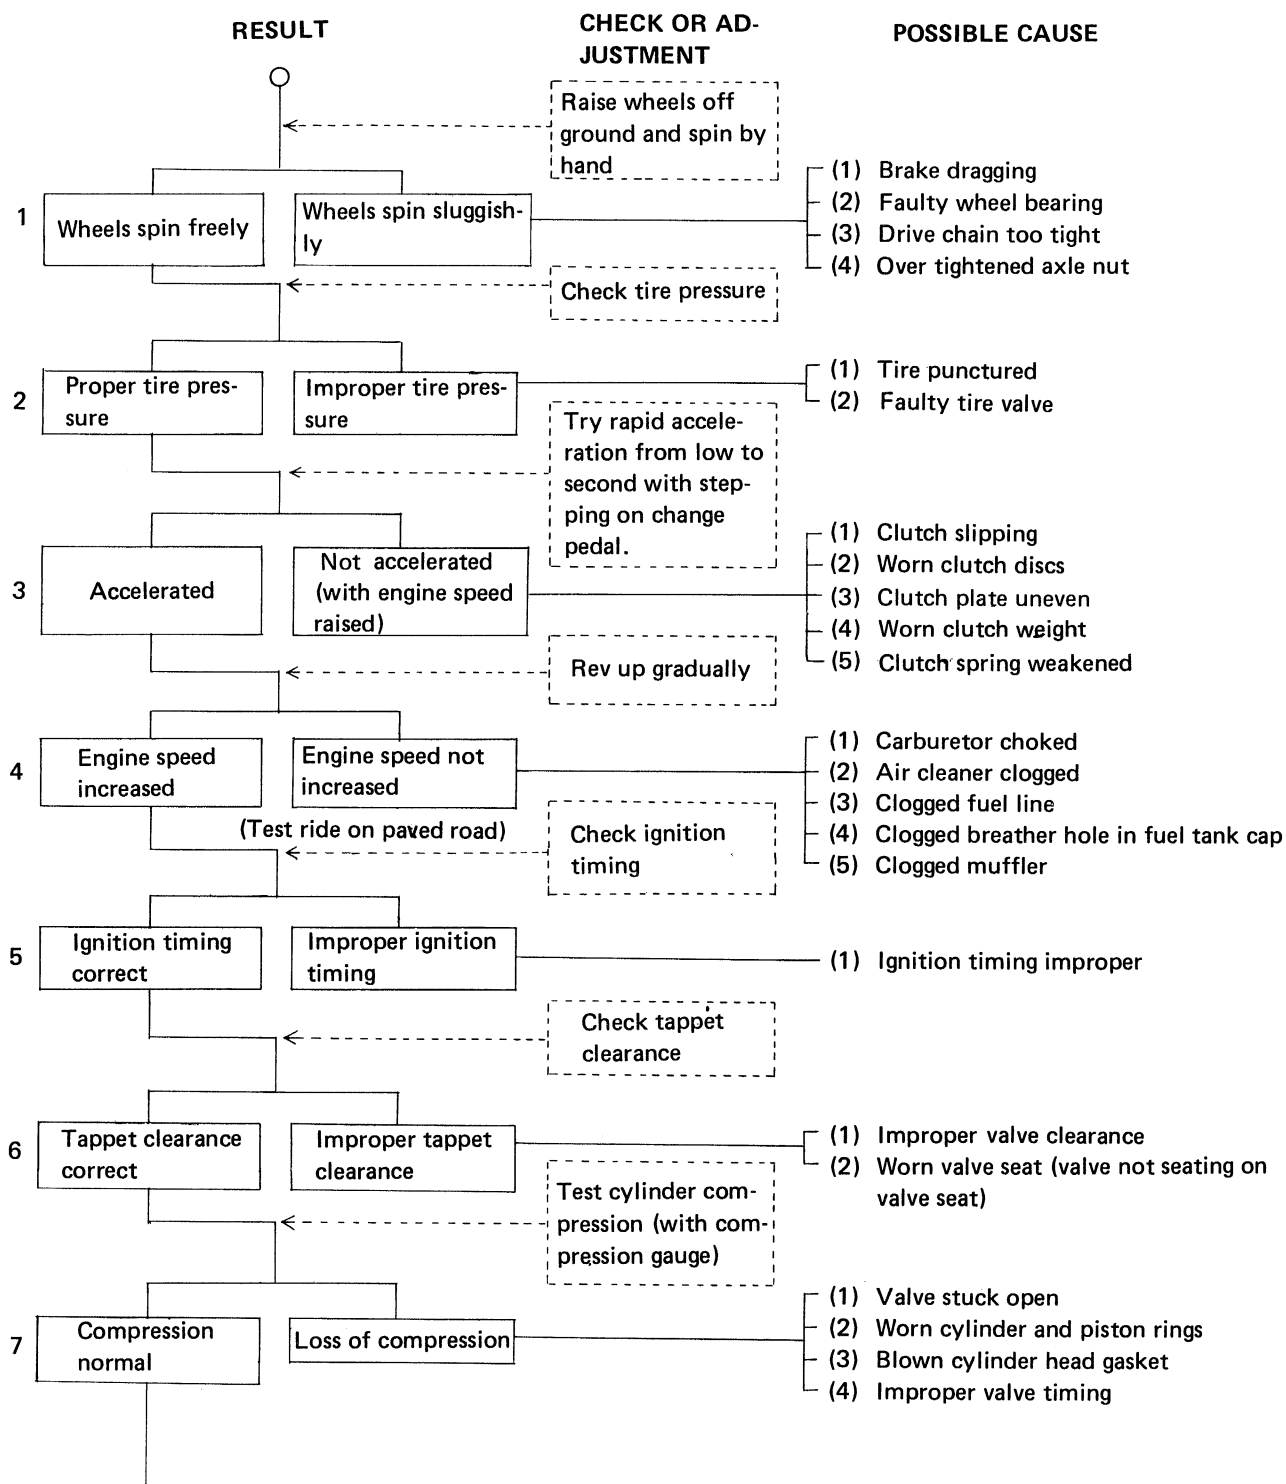 RESULT
CHECK OR AD-
JUSTMENT
POSSIBLE CAUSE
Raise wheels off
ground and spin by
hand
1
Wheels spin freely
Wheels spin sluggish-
ly
(1) Brake dragging
(2) Faulty wheel bearing
(3) Drive chain too tight
(4) Over tightened axle nut
Check tire pressure
2
Proper tire pres-
sure
Improper tire pres-
sure
(1) Tire punctured
(2) Faulty tire valve
Try rapid accele-
ration from low to
second with step-
ping on change
pedal.
3
Accelerated
Not accelerated
(with engine speed
raised)
(1) Clutch slipping
(2) Worn clutch discs
(3) Clutch plate uneven
(4) Worn clutch weight
(5) Clutch spring weakened
Rev up gradually
4
Engine speed
increased
Engine speed not
increased
(1) Carburetor choked
(2) Air cleaner clogged
(3) Clogged fuel line
(4) Clogged breather hole in fuel tank cap
(5) Clogged muffler
(Test ride on paved road)
Check ignition
timing
5
Ignition timing
correct
Improper ignition
timing
(1) Ignition timing improper
Check tappet
clearance
6
Tappet clearance
correct
Improper tappet
clearance
(1) Improper valve clearance
(2) Worn valve seat (valve not seating on
valve seat)
Test cylinder com-
pression (with com-
pression gauge)
7
Compression
normal
Loss of compression
(1) Valve stuck open
(2) Worn cylinder and piston rings
(3) Blown cylinder head gasket
(4) Improper valve timing